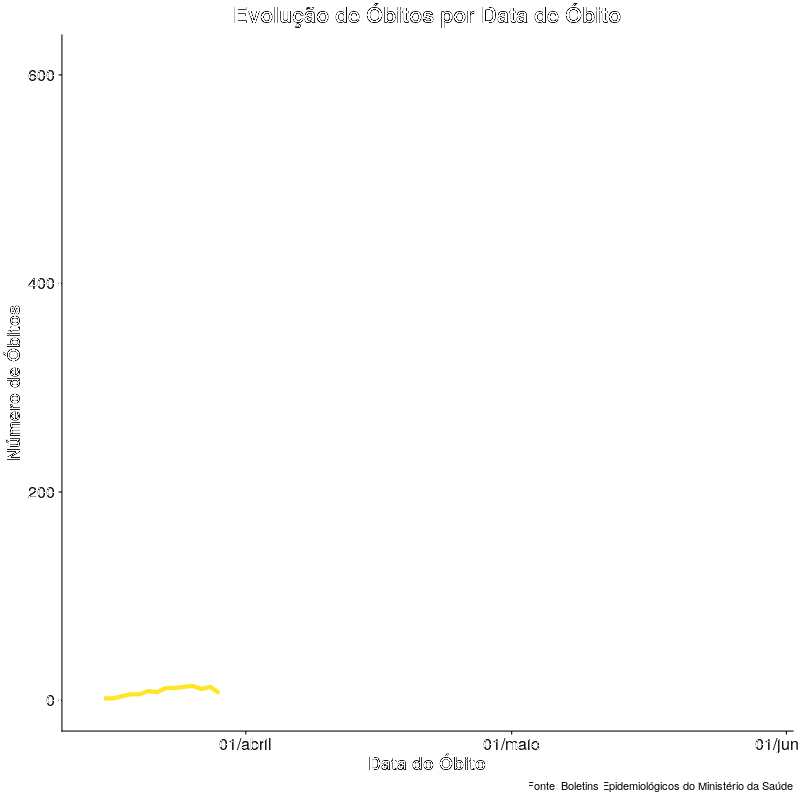 Evolução de Óbitos por Data de Óbito
600
400
200
0
Número de Óbitos
01/abril
01/maio
01/jun
Data do Óbito
Fonte: Boletins Epidemiológicos do Ministério da Saúde